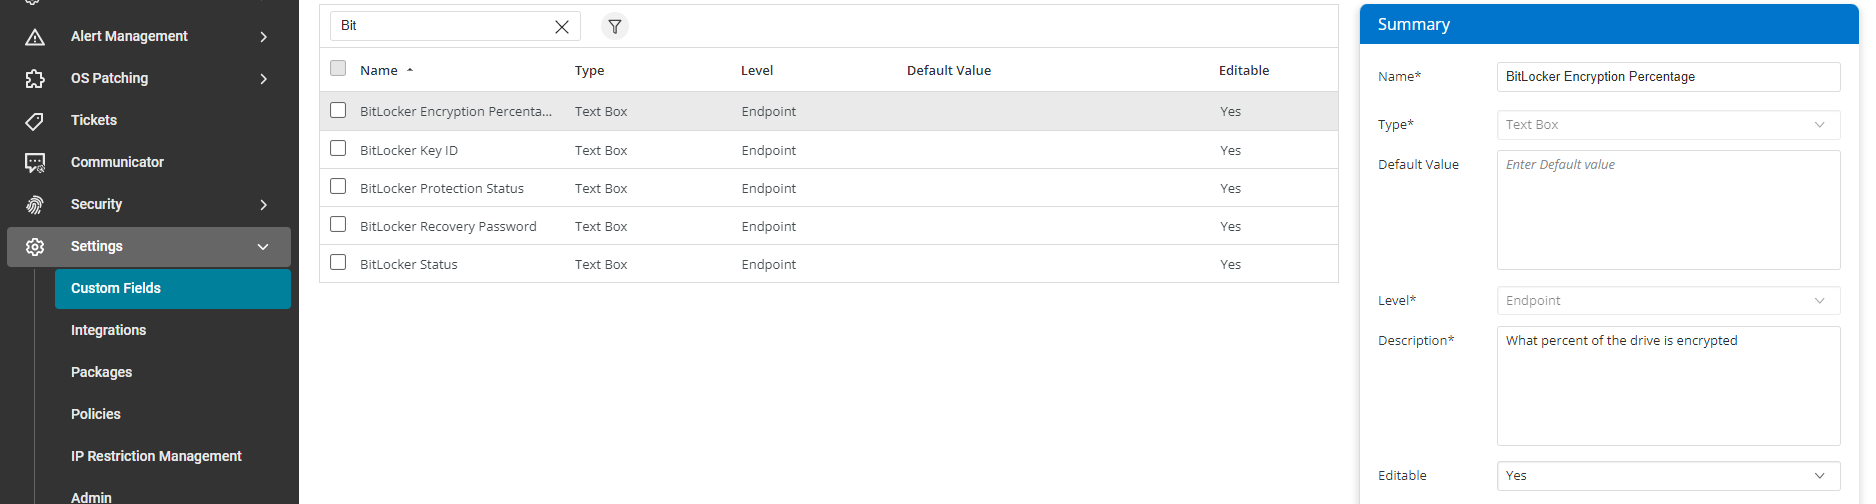 Alert Management
OS Patching
Tickets
Communicator
Security
Settings
Custom Fields
Integrations
Packages
Policies
IP Restriction Management
Admin
Bit
Name Type Level Default Value Editable
BitLocker Encryption Percenta... Text Box Endpoint Yes
BitLocker Key ID Text Box Endpoint Yes
BitLocker Protection Status Text Box Endpoint Yes
BitLocker Recovery Password Text Box Endpoint Yes
BitLocker Status Text Box Endpoint Yes
Summary
Name* BitLocker Encryption Percentage
Type* Text Box
Default Value Enter Default value
Level* Endpoint
Description* What percent of the drive is encrypted
Editable Yes